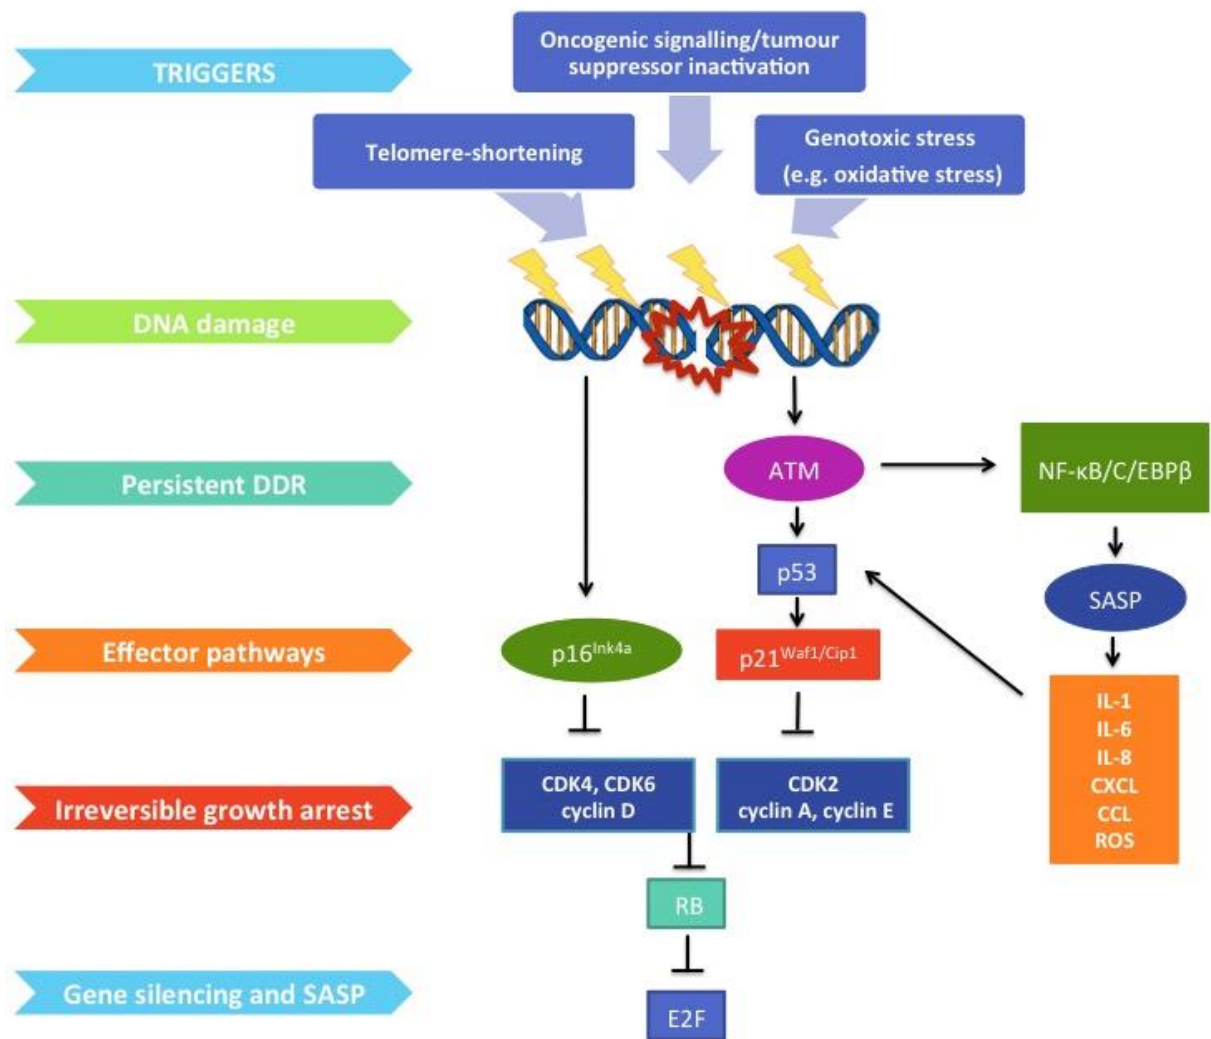 TRIGGERS
Oncogenic signalling/tumour
suppressor inactivation
Telomere-shortening
Genotoxic stress
(e.g. oxidative stress)
DNA damage
Persistent DDR
ATM
NF-κB/C/EBPβ
p53
SASP
Effector pathways
p16Ink4a
p21Waf1/Cip1
IL-1
IL-6
IL-8
CXCL
CCL
ROS
Irreversible growth arrest
CDK4, CDK6
cyclin D
CDK2
cyclin A, cyclin E
RB
Gene silencing and SASP
E2F